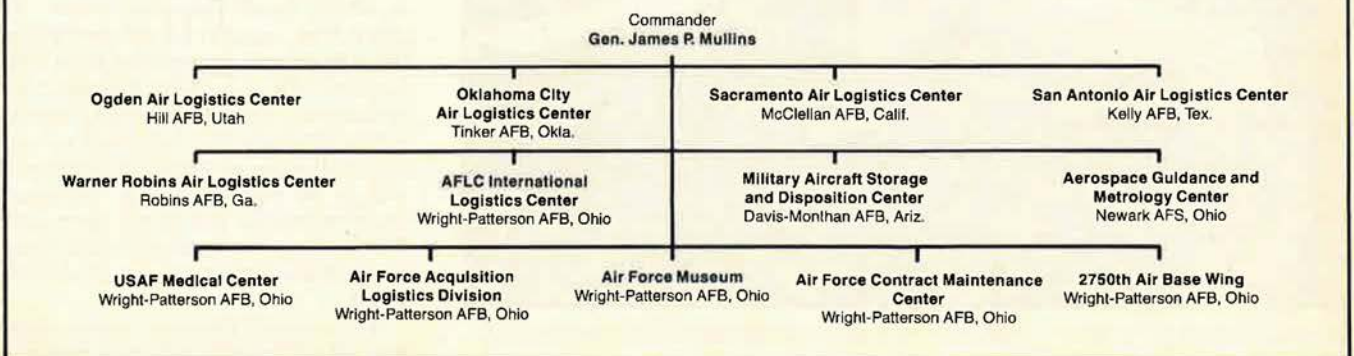 Commander
Gen. James P. Mullins
Ogden Air Logistics Center
Hill AFB, Utah
Oklahoma City
Air Logistics Center
Tinker AFB, Okla.
Sacramento Air Logistics Center
McClellan AFB, Calif.
San Antonio Air Logistics Center
Kelly AFB, Tex.
Warner Robins Air Logistics Center
Robins AFB, Ga.
AFLC International
Logistics Center
Wright-Patterson AFB, Ohio
Military Aircraft Storage
and Disposition Center
Davis-Monthan AFB, Ariz.
Aerospace Guidance and
Metrology Center
Newark AFS, Ohio
USAF Medical Center
Wright-Patterson AFB, Ohio
Air Force Acquisition
Logistics Division
Wright-Patterson AFB, Ohio
Air Force Museum
Wright-Patterson AFB, Ohio
Air Force Contract Maintenance
Center
Wright-Patterson AFB, Ohio
2750th Air Base Wing
Wright-Patterson AFB, Ohio